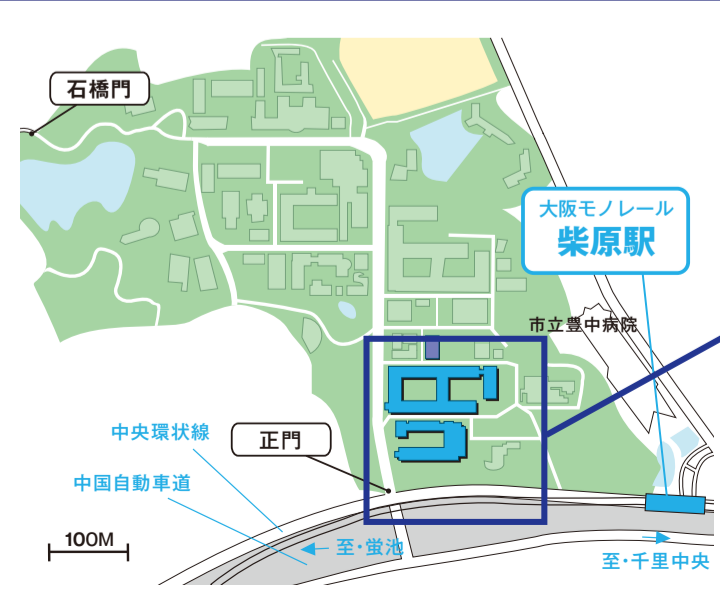 石橋門
大阪モノレール
柴原駅
市立豊中病院
中央環状線
正門
中国自動車道
100M
至・蛍池
至・千里中央